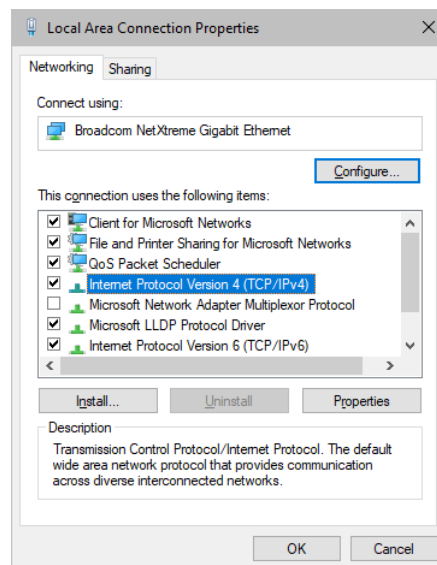 Local Area Connection Properties
Networking
Sharing
Connect using:
Broadcom NetXtreme Gigabit Ethernet
Configure...
This connection uses the following items:
Client for Microsoft Networks
File and Printer Sharing for Microsoft Networks
QoS Packet Scheduler
Internet Protocol Version 4 (TCP/IPv4)
Microsoft Network Adapter Multiplexor Protocol
Microsoft LLDP Protocol Driver
Internet Protocol Version 6 (TCP/IPv6)
Install...
Uninstall
Properties
Description
Transmission Control Protocol/Internet Protocol. The default
wide area network protocol that provides communication
across diverse interconnected networks.
OK
Cancel